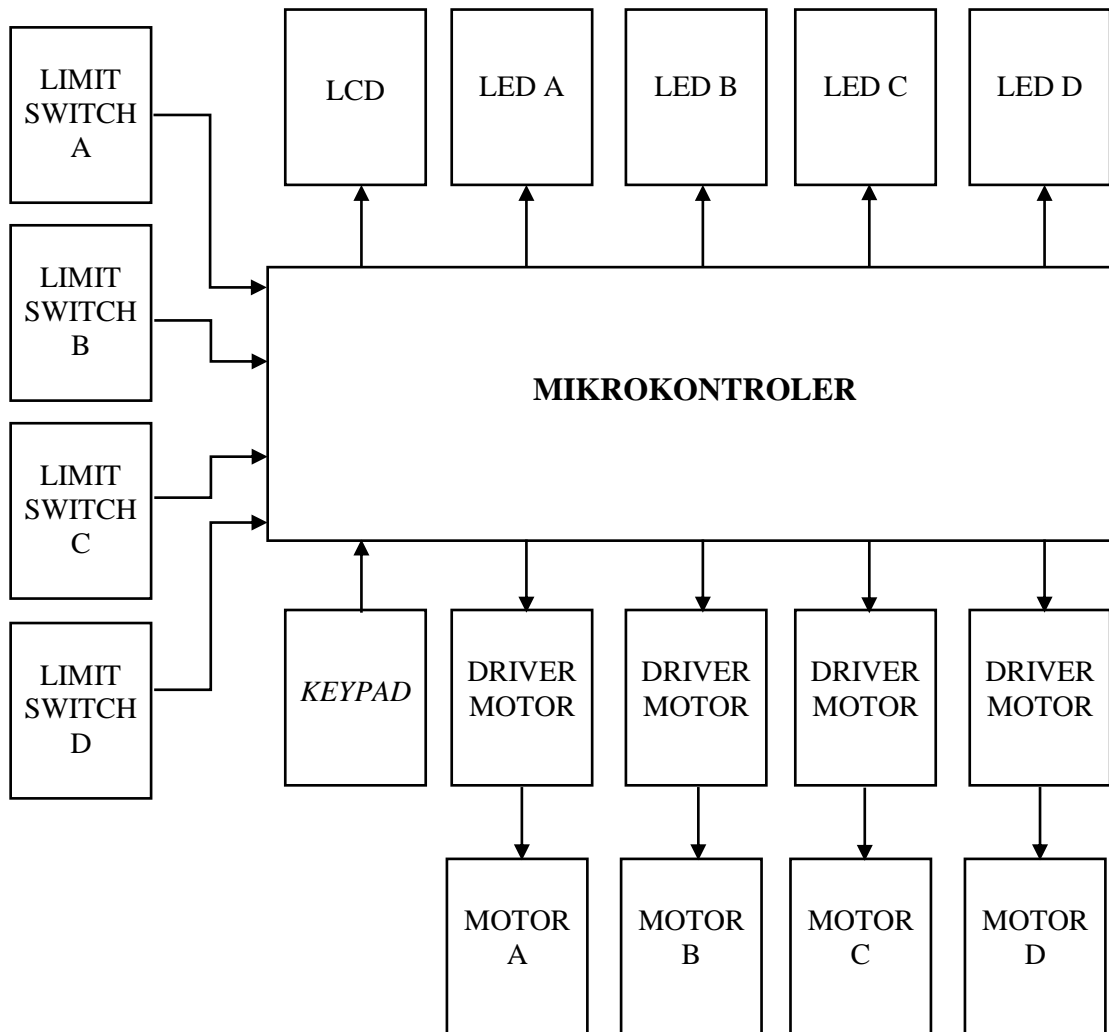 LIMIT
SWITCH
A
LCD
LED A
LED B
LED C
LED D
LIMIT
SWITCH
B
MIKROKONTROLER
LIMIT
SWITCH
C
LIMIT
SWITCH
D
KEYPAD
DRIVER
MOTOR
DRIVER
MOTOR
DRIVER
MOTOR
DRIVER
MOTOR
MOTOR
A
MOTOR
B
MOTOR
C
MOTOR
D